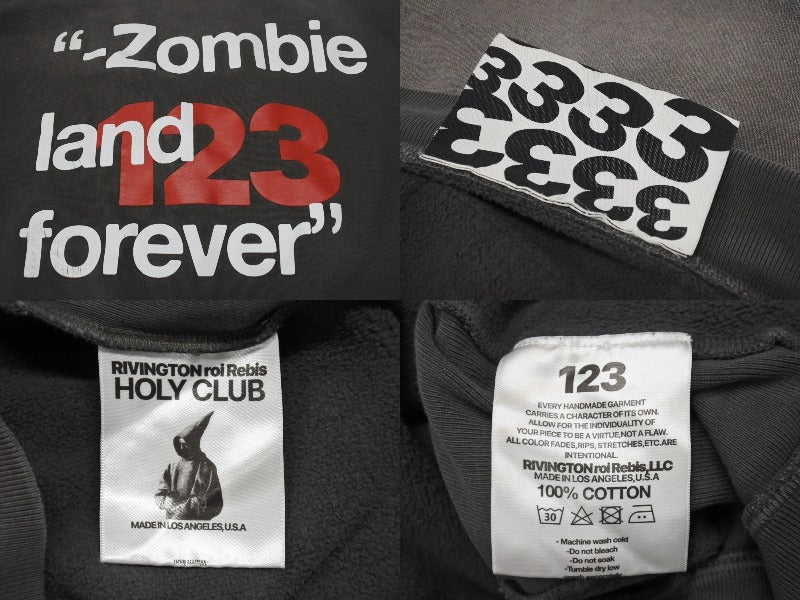 “-Zombie
land 123
forever”
3333
3333
RIVINGTON roi Rebis
HOLY CLUB
MADE IN LOS ANGELES, U.S.A
123
EVERY HANDMADE GARMENT
CARRIES A CHARACTER OF ITS OWN.
ALLOW FOR THE INDIVIDUALITY OF
YOUR PIECE TO BE A VIRTUE, NOT A FLAW.
ALL COLOR FADES, RIPS, STRETCHES, ETC. ARE
INTENTIONAL.
RIVINGTON roi Rebis, LLC
MADE IN LOS ANGELES, U.S.A
100% COTTON
30
- Machine wash cold
-Do not bleach
-Do not soak
-Tumble dry low